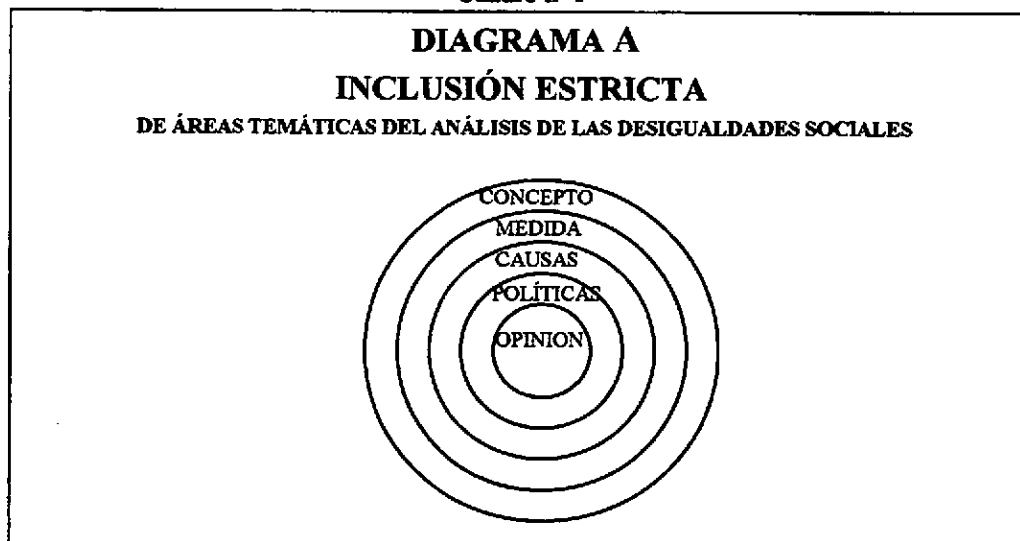 DIAGRAMA A
INCLUSIÓN ESTRICTA
DE ÁREAS TEMÁTICAS DEL ANÁLISIS DE LAS DESIGUALDADES SOCIALES
CONCEPTO
MEDIDA
CAUSAS
POLÍTICAS
OPINION